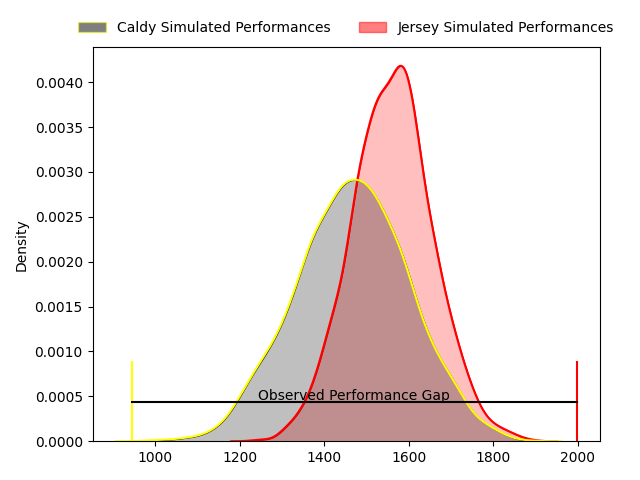 Caldy Simulated Performances
Jersey Simulated Performances
Density
0.0040
0.0035
0.0030
0.0025
0.0020
0.0015
0.0010
0.0005
0.0000
Observed Performance Gap
1000 1200 1400 1600 1800 2000